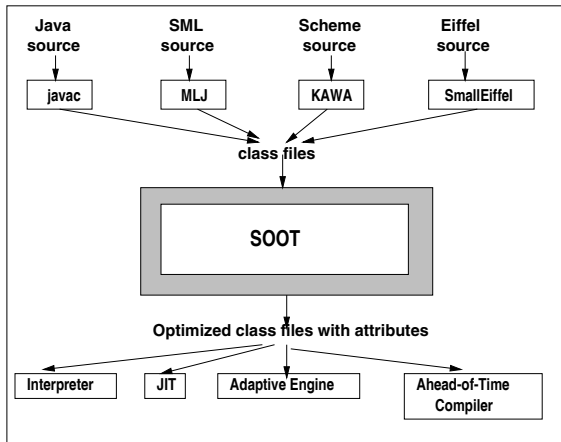 Java SML Scheme Eiffel
source source source source
javac MLJ KAWA SmallEiffel
class files
SOOT
Optimized class files with attributes
Interpreter JIT Adaptive Engine Ahead-of-Time
Compiler